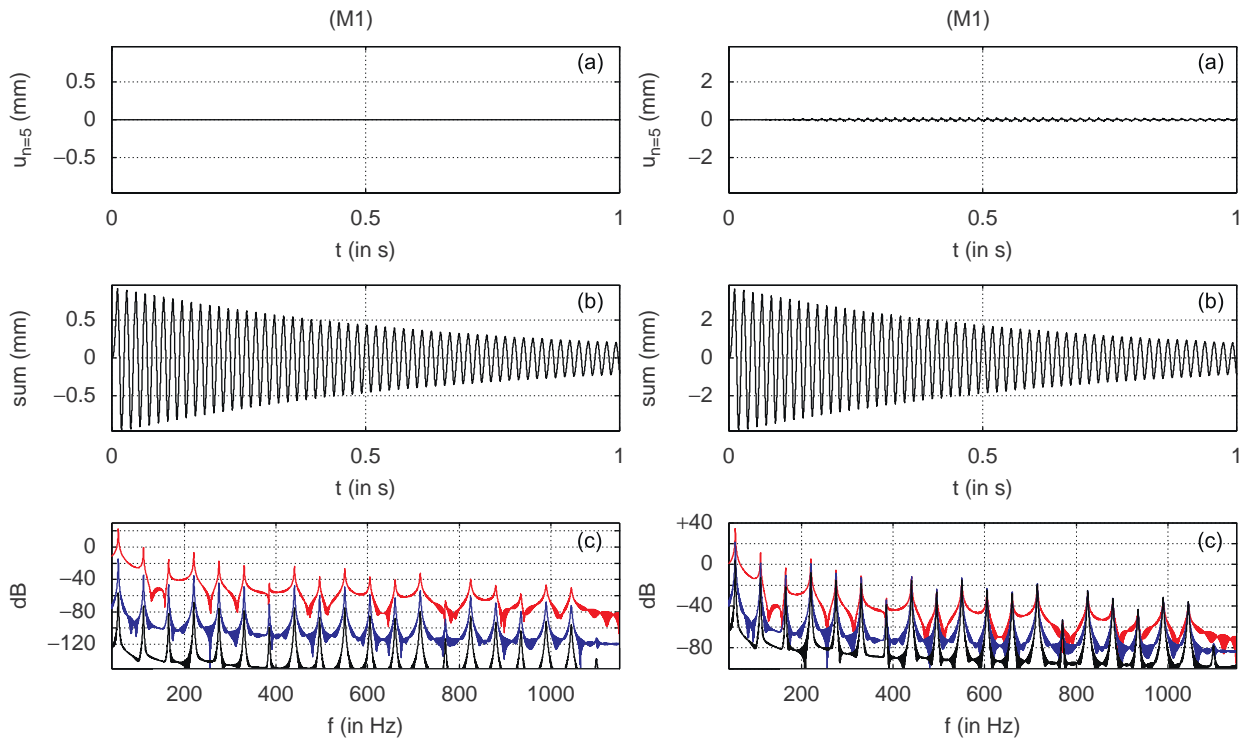 (M1)
(a)
u_{n=5} (mm)
0.5
0
−0.5
0
0.5
1
t (in s)
(b)
sum (mm)
0.5
0
−0.5
0
0.5
1
t (in s)
(c)
dB
0
−40
−80
−120
200
400
600
800
1000
f (in Hz)
(M1)
(a)
u_{n=5} (mm)
2
0
−2
0
0.5
1
t (in s)
(b)
sum (mm)
2
0
−2
0
0.5
1
t (in s)
(c)
dB
+40
0
−40
−80
200
400
600
800
1000
f (in Hz)